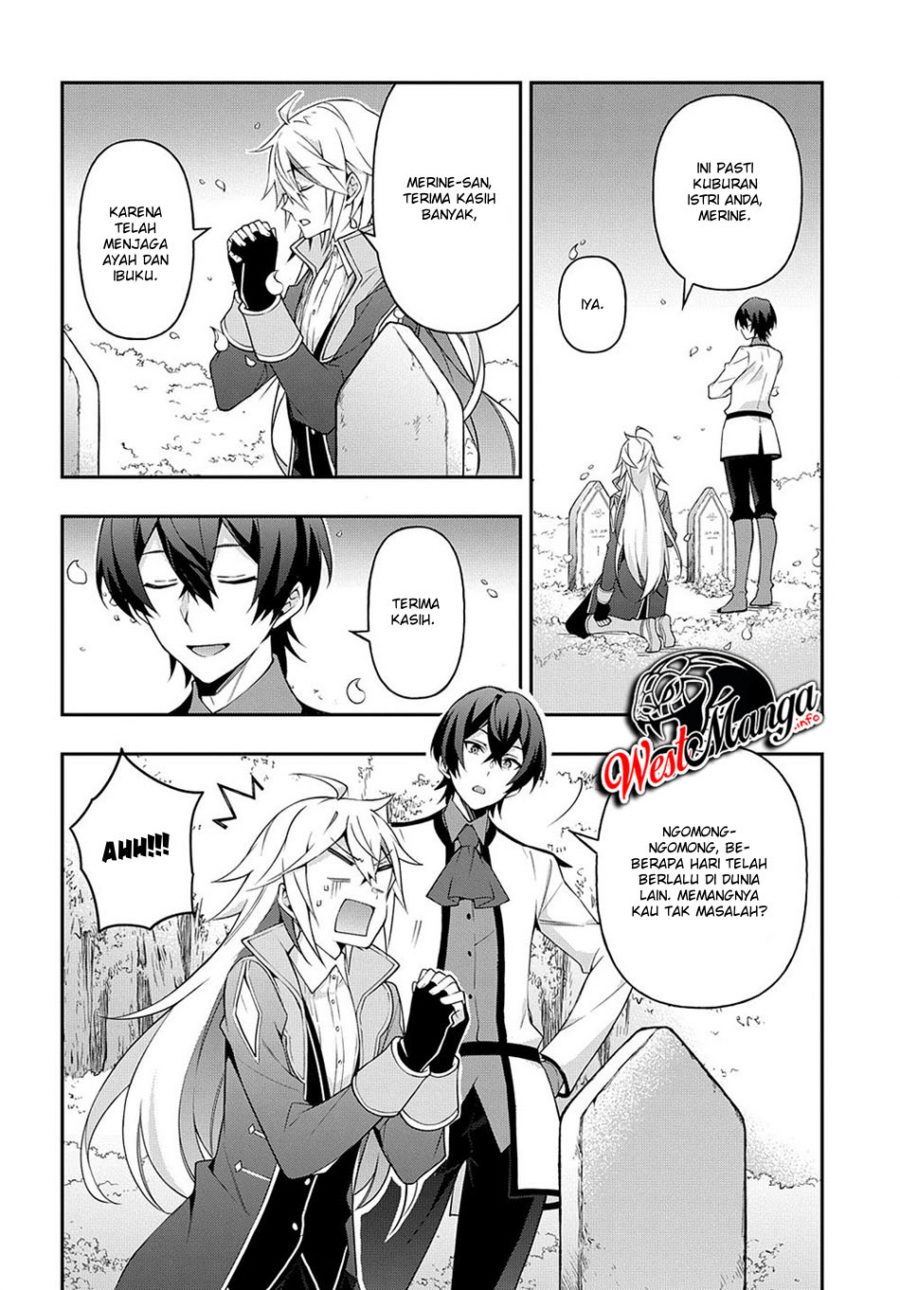 INI PASTI
KUBURAN
ISTRI ANDA,
MERINE.
IYA.
MERINE-SAN,
TERIMA KASIH
BANYAK,
KARENA
TELAH
MENJAGA
AYAH DAN
IBUKU.
TERIMA
KASIH.
WestManga
.info
NGOMONG-
NGOMONG, BE-
BERAPA HARI TELAH
BERLALU DI DUNIA
LAIN. MEMANGNYA
KAU TAK MASALAH?
AHH!!!